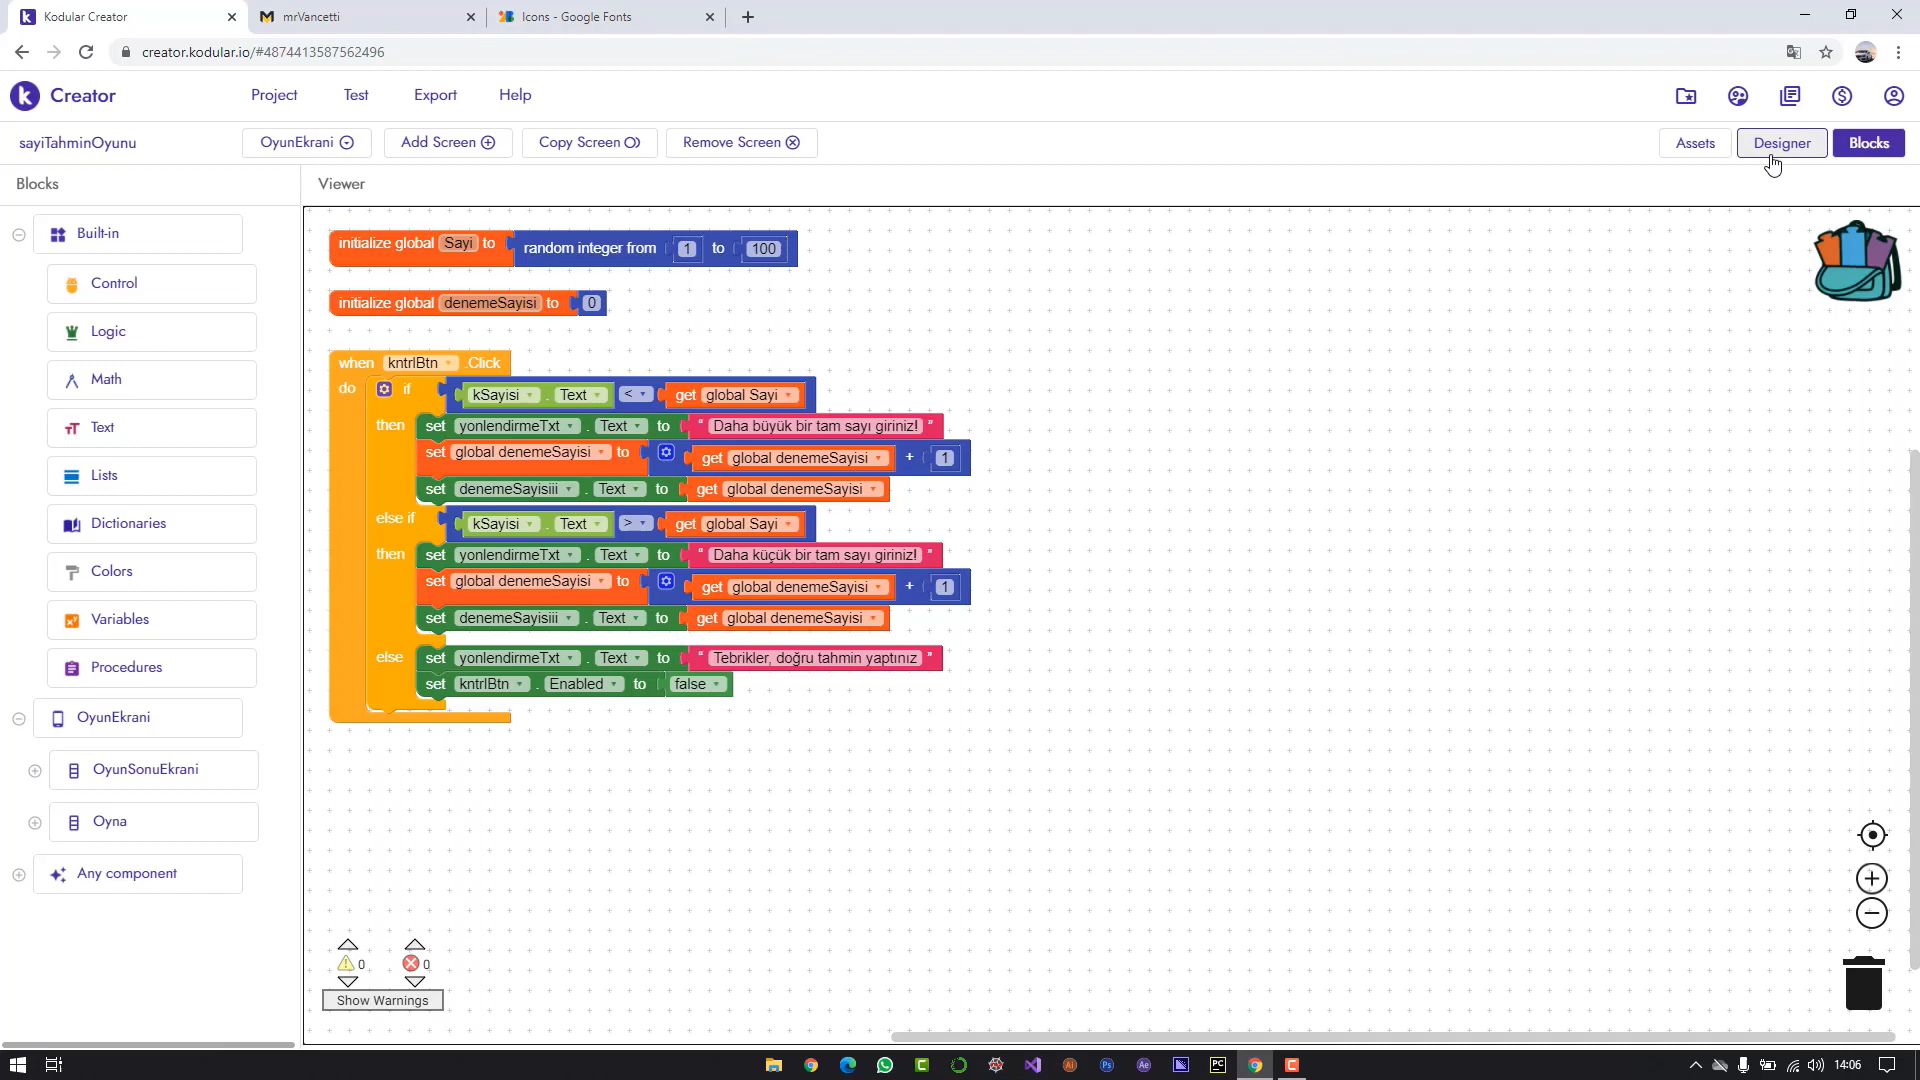 Kodular Creator
mrVancetti
Icons - Google Fonts
creator.kodular.io/#4874413587562496
Creator
Project
Test
Export
Help
sayiTahminOyunu
OyunEkrani
Add Screen
Copy Screen
Remove Screen
Assets
Designer
Blocks
Blocks
Viewer
Built-in
Control
Logic
Math
Text
Lists
Dictionaries
Colors
Variables
Procedures
OyunEkrani
OyunSonuEkrani
Oyna
Any component
initialize global Sayi to random integer from 1 to 100
initialize global denemeSayisi to 0
when kntrlBtn .Click
do if kSayisi . Text < get global Sayi
then set yonlendirmeTxt . Text to " Daha büyük bir tam sayı giriniz! "
set global denemeSayisi to get global denemeSayisi + 1
set denemeSayisiii . Text to get global denemeSayisi
else if kSayisi . Text > get global Sayi
then set yonlendirmeTxt . Text to " Daha küçük bir tam sayı giriniz! "
set global denemeSayisi to get global denemeSayisi + 1
set denemeSayisiii . Text to get global denemeSayisi
else set yonlendirmeTxt . Text to " Tebrikler, doğru tahmin yaptınız "
set kntrlBtn . Enabled to false
0 0
Show Warnings
14:06